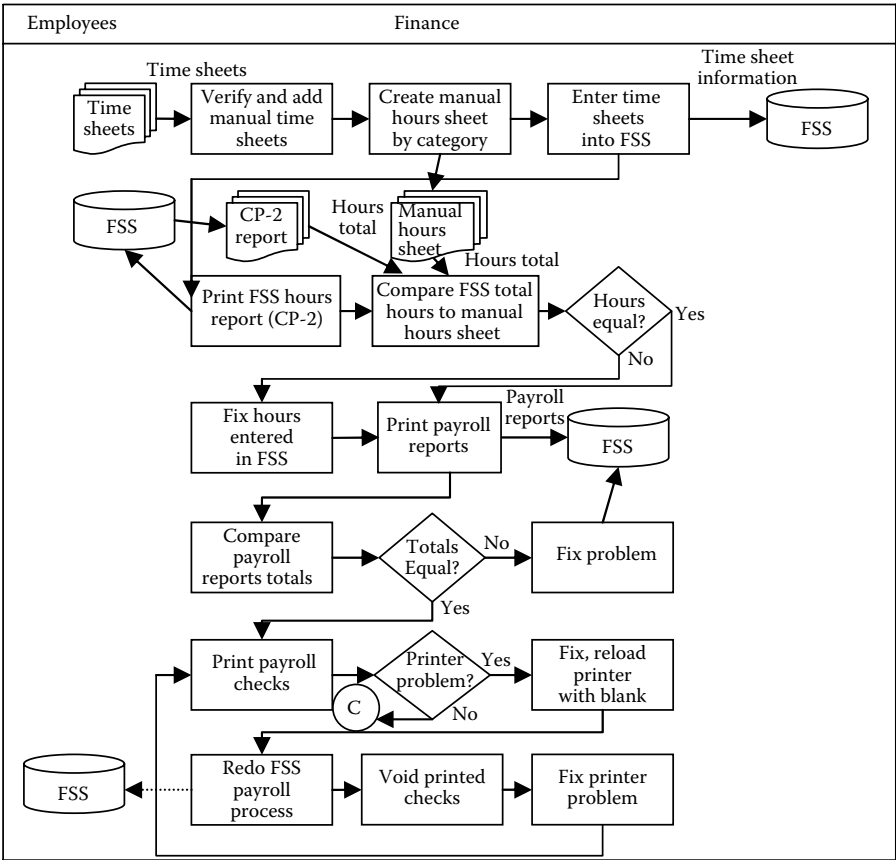 Employees
Finance
Time sheets
Time sheet
information
Time
sheets
Verify and add
manual time
sheets
Create manual
hours sheet
by category
Enter time
sheets
into FSS
FSS
FSS
CP-2
report
Hours
total
Manual
hours
sheet
Hours total
Print FSS hours
report (CP-2)
Compare FSS total
hours to manual
hours sheet
Hours
equal?
Yes
No
Fix hours
entered
in FSS
Print payroll
reports
Payroll
reports
FSS
Compare
payroll
reports totals
Totals
Equal?
No
Fix problem
Yes
Print payroll
checks
Printer
problem?
Yes
Fix, reload
printer
with blank
C
No
FSS
Redo FSS
payroll
process
Void printed
checks
Fix printer
problem